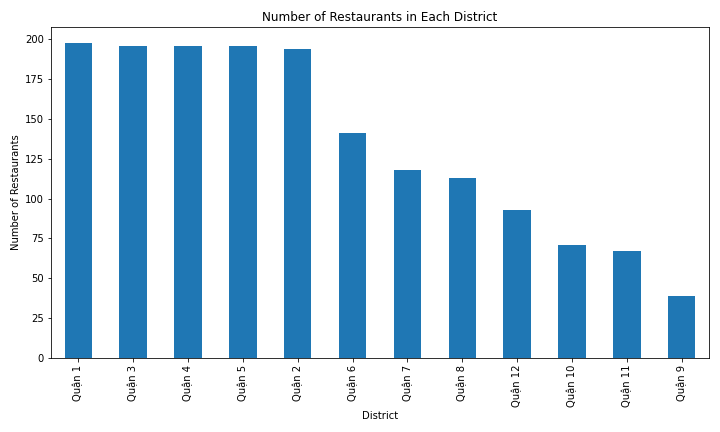 Number of Restaurants in Each District
Number of Restaurants
200
175
150
125
100
75
50
25
0
Quận 1
Quận 3
Quận 4
Quận 5
Quận 2
Quận 6
Quận 7
Quận 8
Quận 12
Quận 10
Quận 11
Quận 9
District